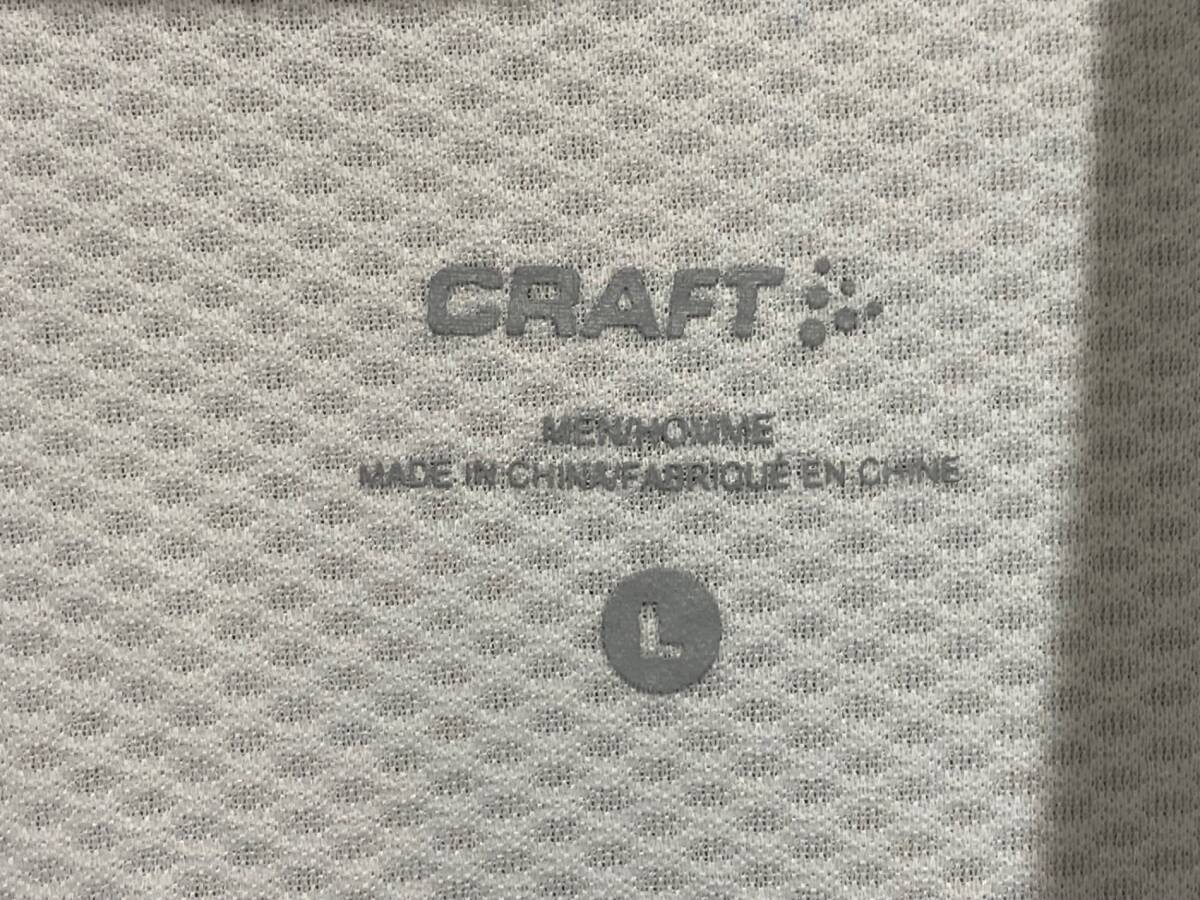 CRAFT
MEN/HOMME
MADE IN CHINA/FABRIQUÉ EN CHINE
L